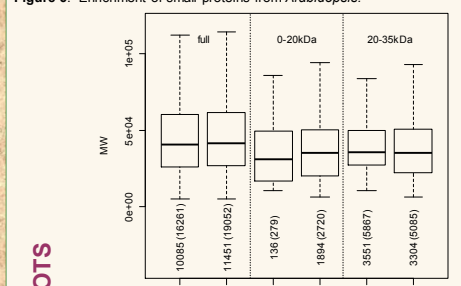 Figure 9. Enrichment of small proteins from Arabidopsis.
full
0-20kDa
20-35kDa
MW
0e+00
5e+04
1e+05
10085 (16261)
11451 (19052)
136 (279)
1894 (2720)
3551 (5867)
3304 (5085)
OTS